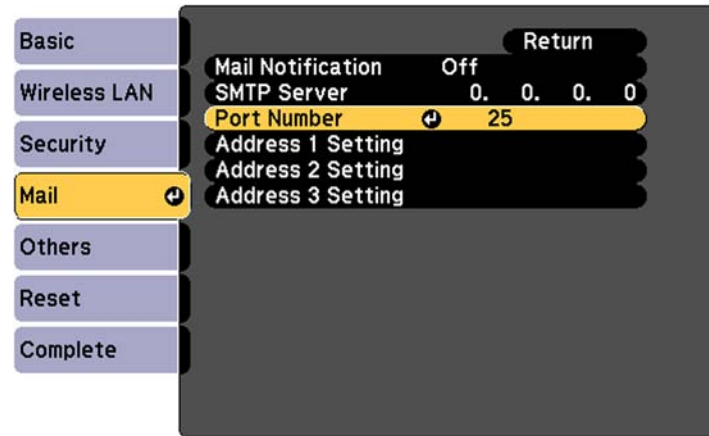 Basic
Wireless LAN
Security
Mail
Others
Reset
Complete
Return
Mail Notification Off
SMTP Server 0. 0. 0. 0
Port Number 25
Address 1 Setting
Address 2 Setting
Address 3 Setting